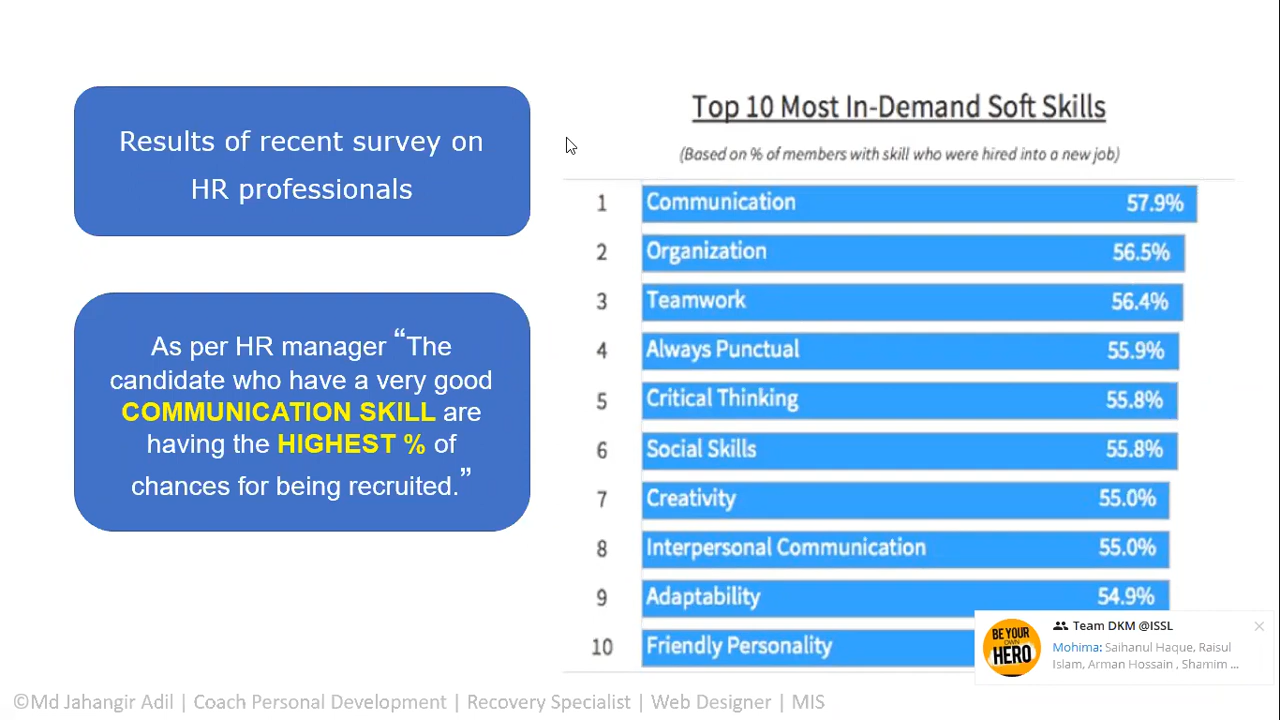 Results of recent survey on
HR professionals
As per HR manager “The
candidate who have a very good
COMMUNICATION SKILL are
having the HIGHEST % of
chances for being recruited.”
Top 10 Most In-Demand Soft Skills
(Based on % of members with skill who were hired into a new job)
1 Communication 57.9%
2 Organization 56.5%
3 Teamwork 56.4%
4 Always Punctual 55.9%
5 Critical Thinking 55.8%
6 Social Skills 55.8%
7 Creativity 55.0%
8 Interpersonal Communication 55.0%
9 Adaptability 54.9%
10 Friendly Personality
BE YOUR
OWN
HERO
Team DKM @ISSL
Mohima: Saihanul Haque, Raisul
Islam, Arman Hossain , Shamim ...
©Md Jahangir Adil | Coach Personal Development | Recovery Specialist | Web Designer | MIS